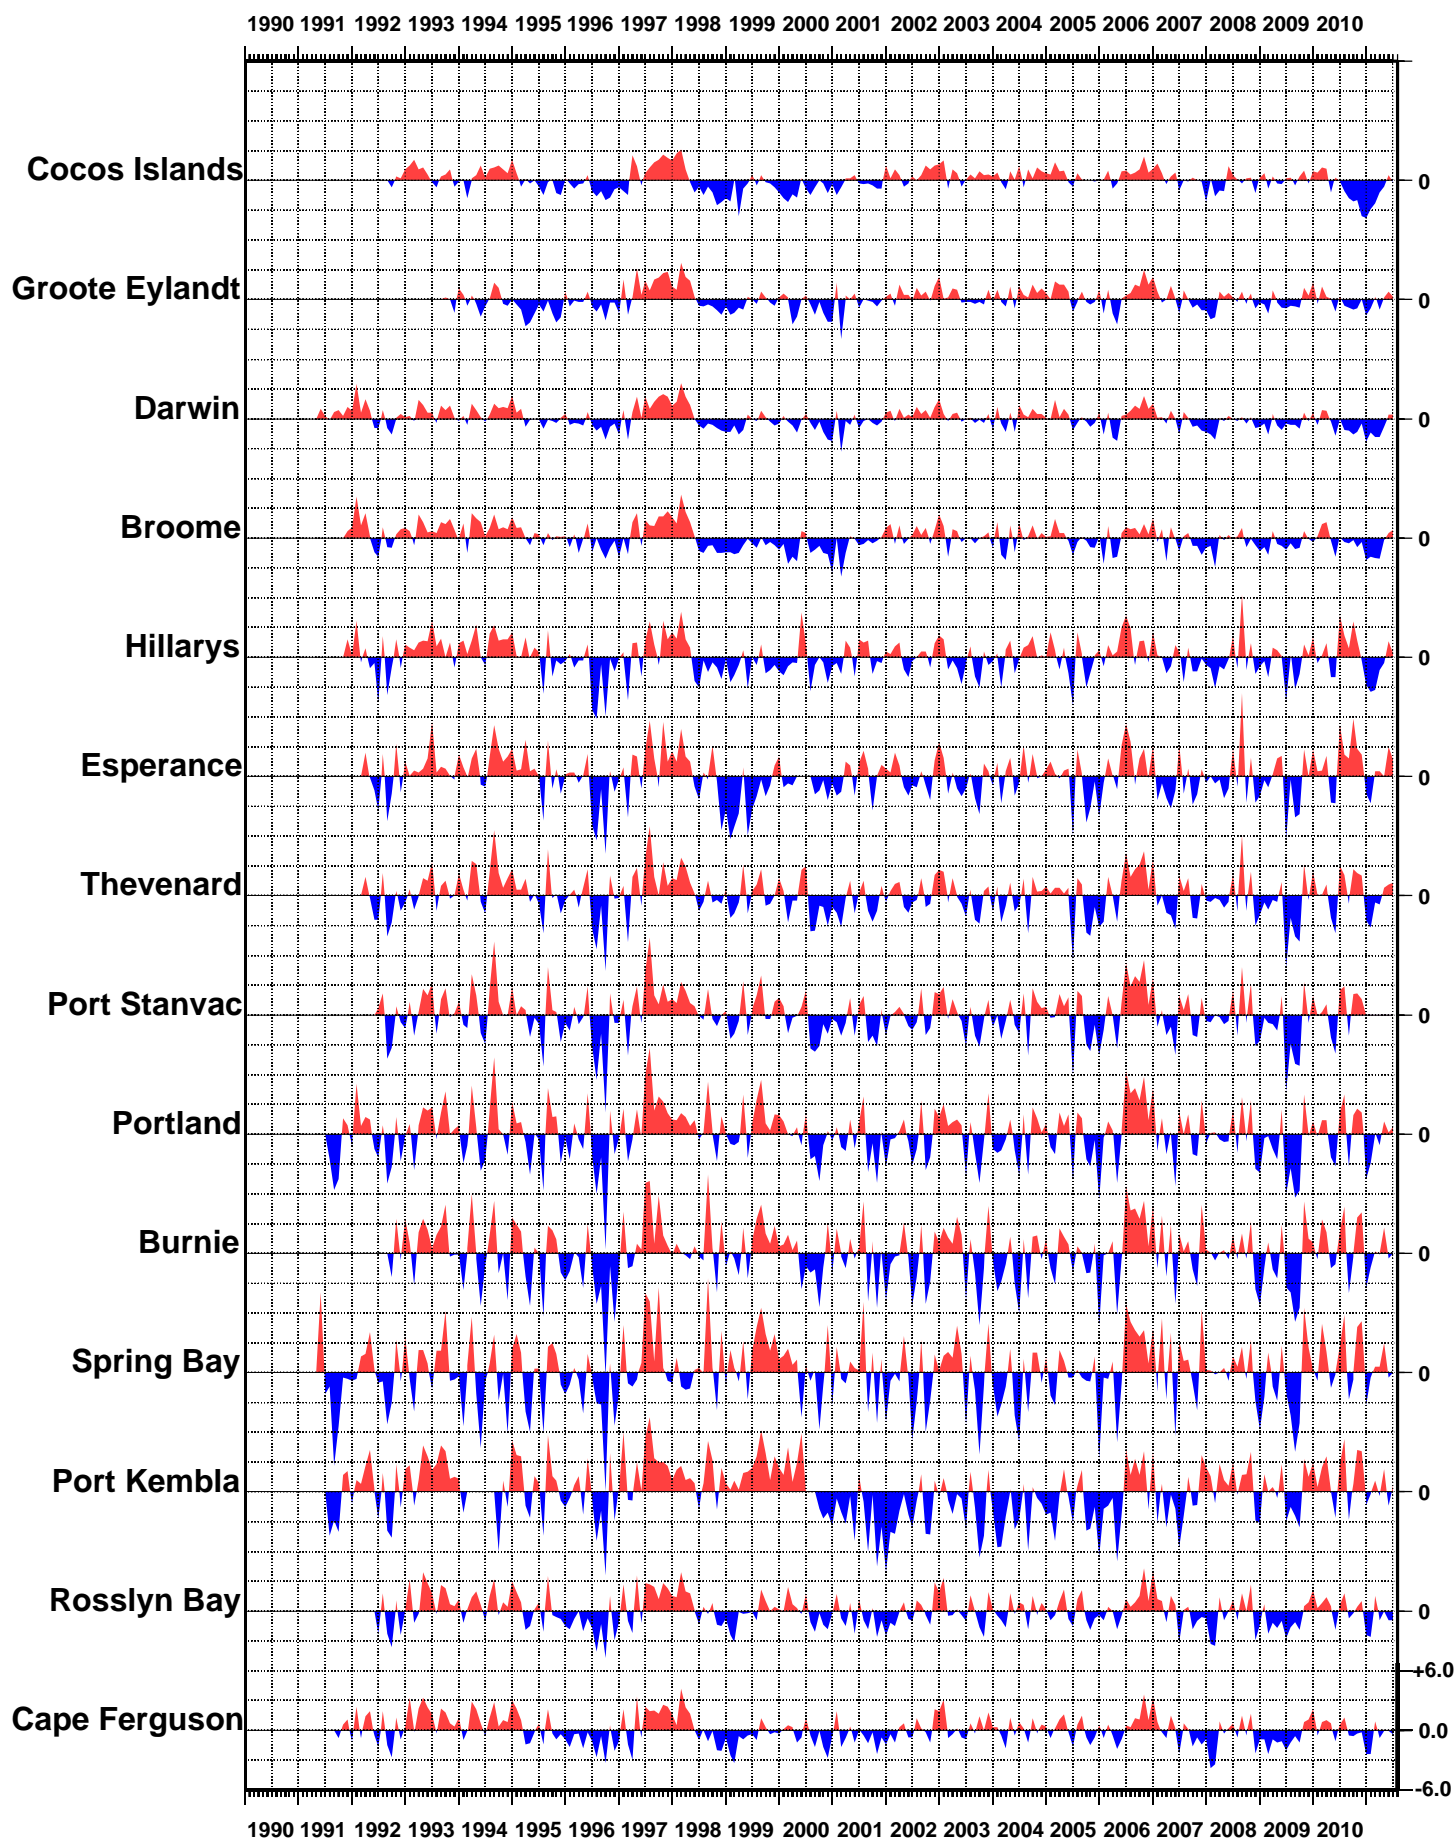 1990 1991 1992 1993 1994 1995 1996 1997 1998 1999 2000 2001 2002 2003 2004 2005 2006 2007 2008 2009 2010
Cocos Islands 0
Groote Eylandt 0
Darwin 0
Broome 0
Hillarys 0
Esperance 0
Thevenard 0
Port Stanvac 0
Portland 0
Burnie 0
Spring Bay 0
Port Kembla 0
Rosslyn Bay 0
+6.0
Cape Ferguson 0.0
-6.0
1990 1991 1992 1993 1994 1995 1996 1997 1998 1999 2000 2001 2002 2003 2004 2005 2006 2007 2008 2009 2010